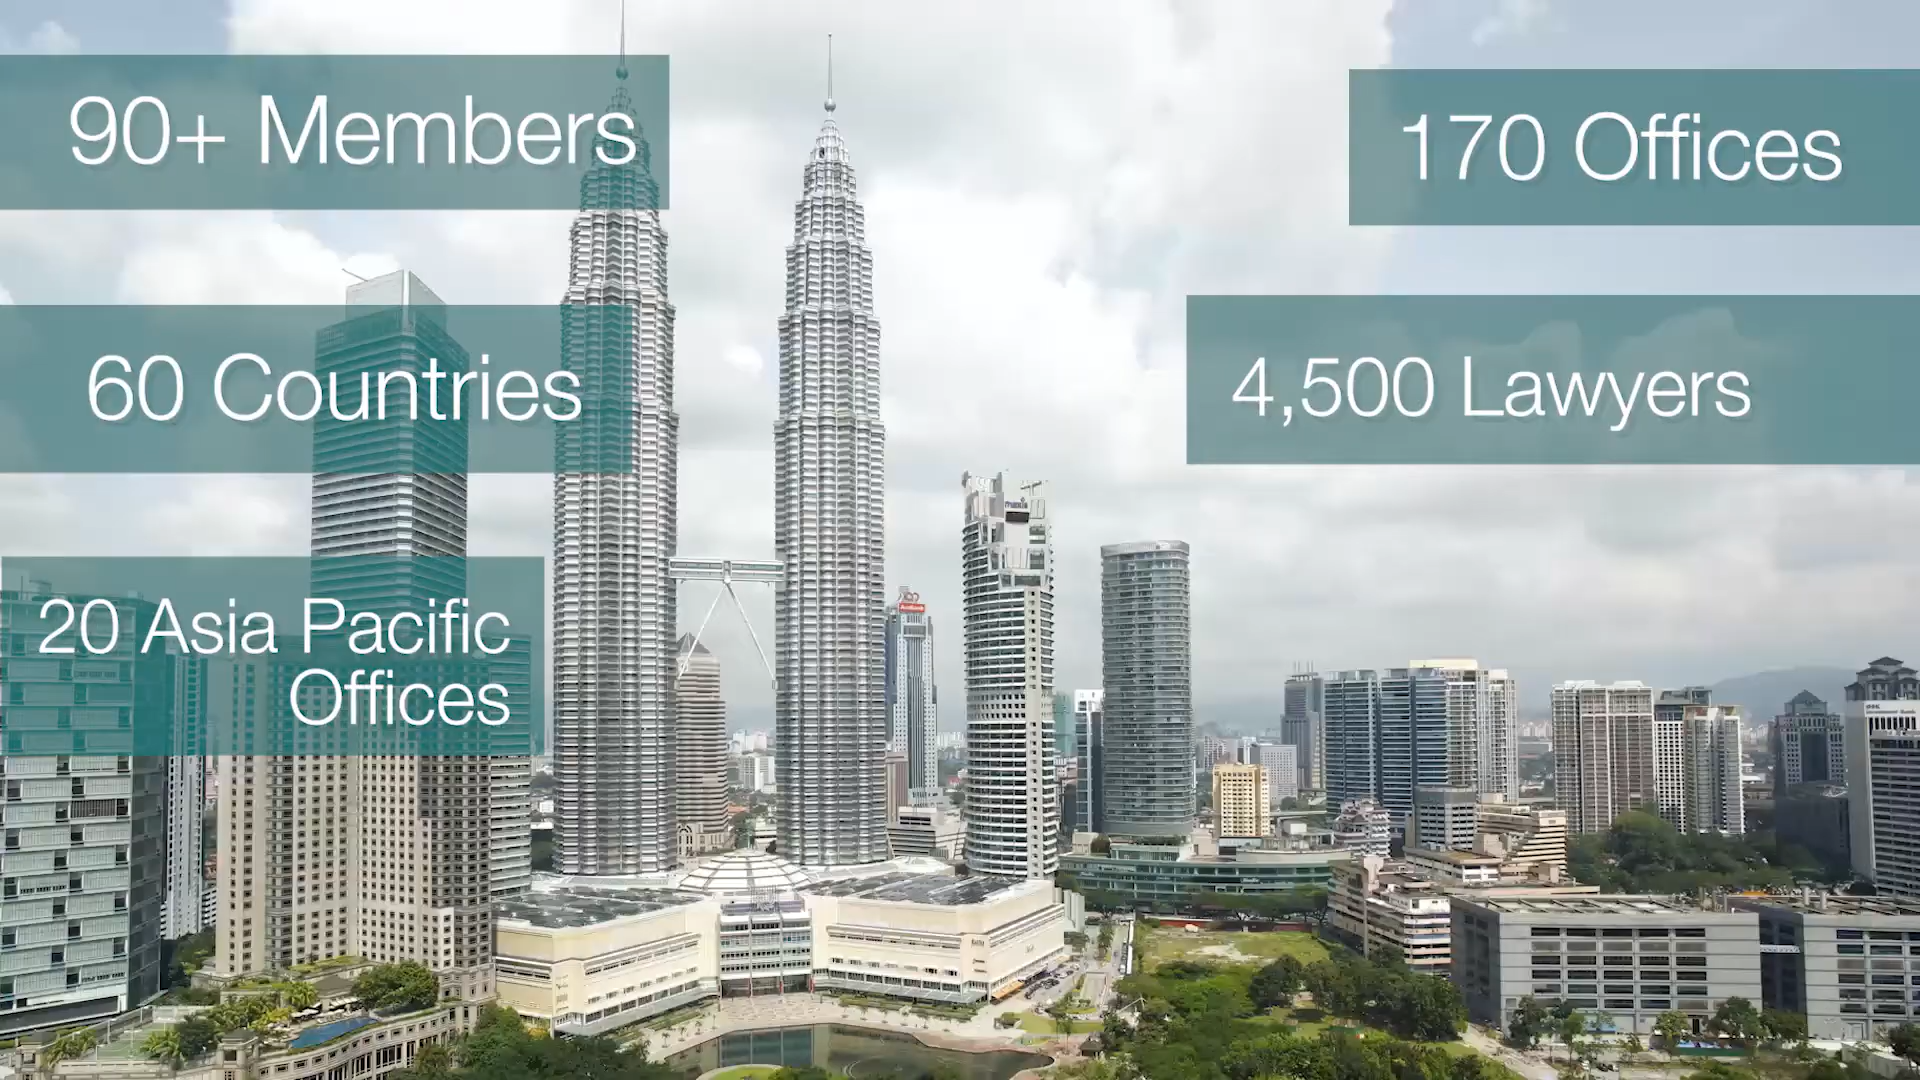 90+ Members
170 Offices
60 Countries
4,500 Lawyers
20 Asia Pacific
Offices